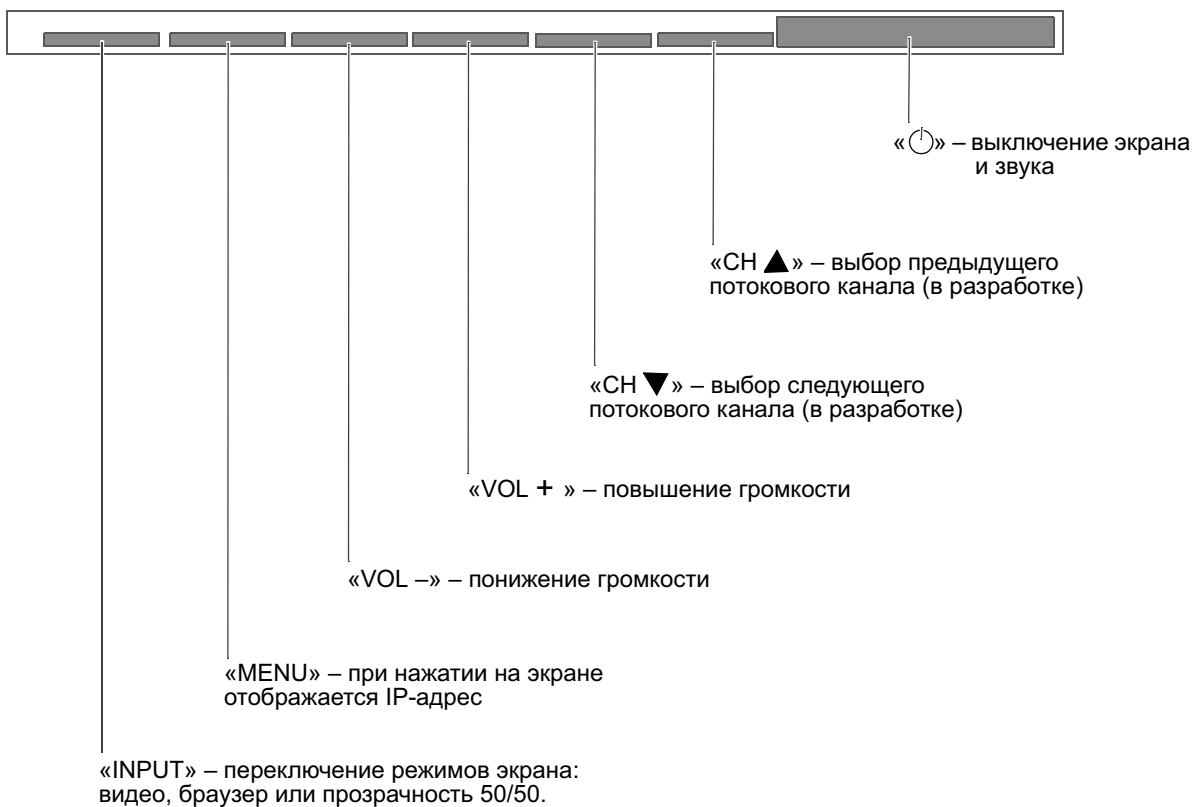 «⏻» – выключение экрана
и звука
«CH ▲» – выбор предыдущего
потокового канала (в разработке)
«CH ▼» – выбор следующего
потокового канала (в разработке)
«VOL + » – повышение громкости
«VOL –» – понижение громкости
«MENU» – при нажатии на экране
отображается IP-адрес
«INPUT» – переключение режимов экрана:
видео, браузер или прозрачность 50/50.